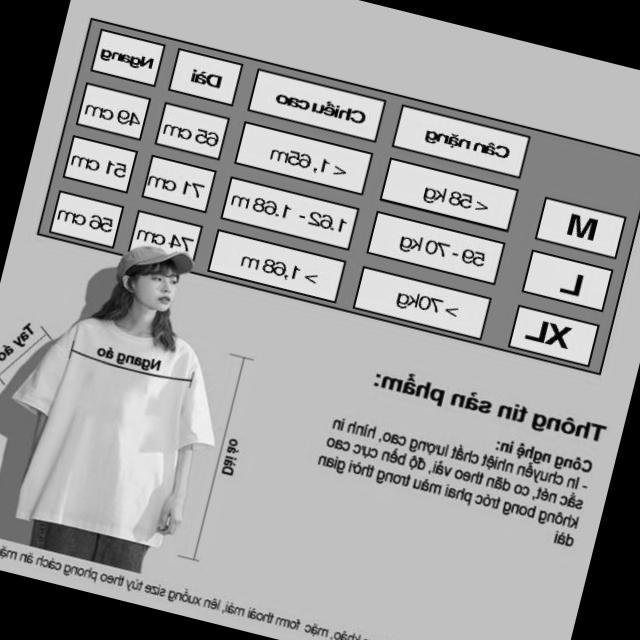 Cân nặng Chiều cao Dài Ngang
M < 58 kg < 1,65m 65 cm 49 cm
L 59 - 70 kg 1.62 - 1.68 m 71 cm 51 cm
XL > 70kg > 1,68 m 74 cm 56 cm
Thông tin sản phẩm:
Công nghệ in:
- In chuyển nhiệt chất lượng cao, hình in
sắc nét, co dãn theo vải, độ bền cực cao
không bong tróc phai màu trong thời gian
dài
Dài áo
Ngang áo
Tay áo
mặc form thoải mái, lên xuống size tùy theo phong cách ăn